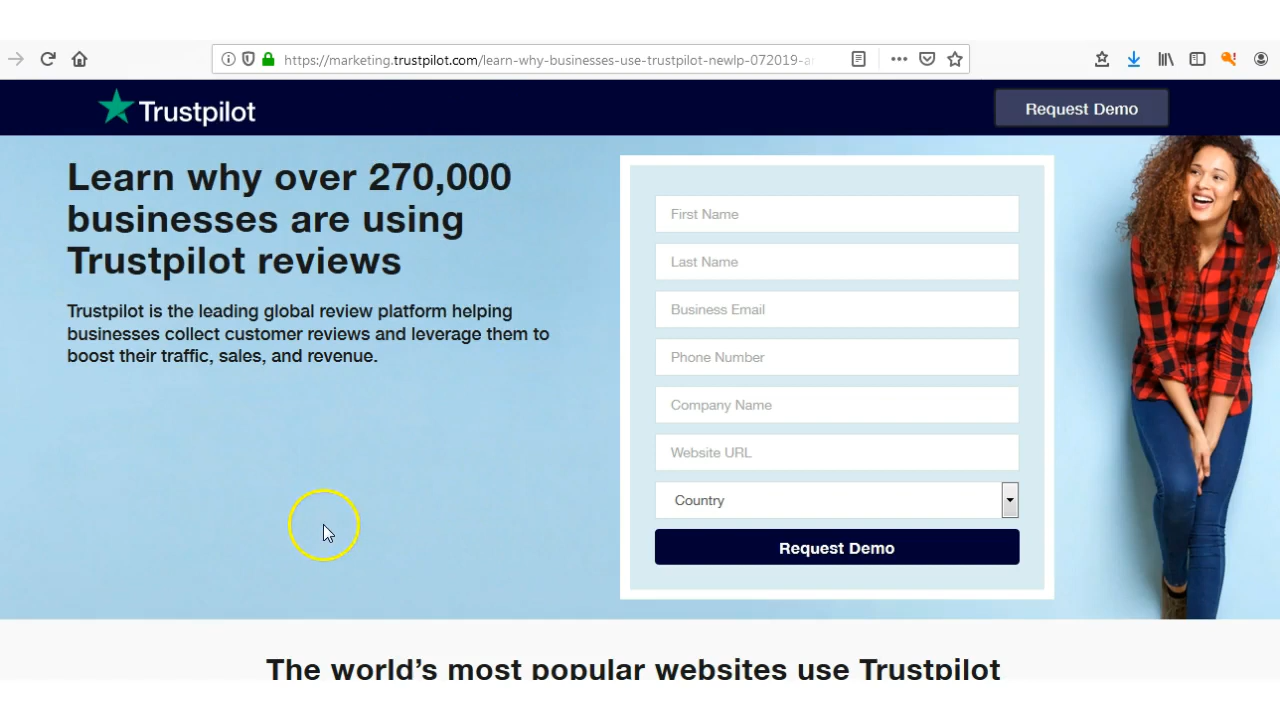 https://marketing.trustpilot.com/learn-why-businesses-use-trustpilot-newlp-072019-ar
Trustpilot
Request Demo
Learn why over 270,000
businesses are using
Trustpilot reviews
Trustpilot is the leading global review platform helping
businesses collect customer reviews and leverage them to
boost their traffic, sales, and revenue.
First Name
Last Name
Business Email
Phone Number
Company Name
Website URL
Country
Request Demo
The world's most popular websites use Trustpilot